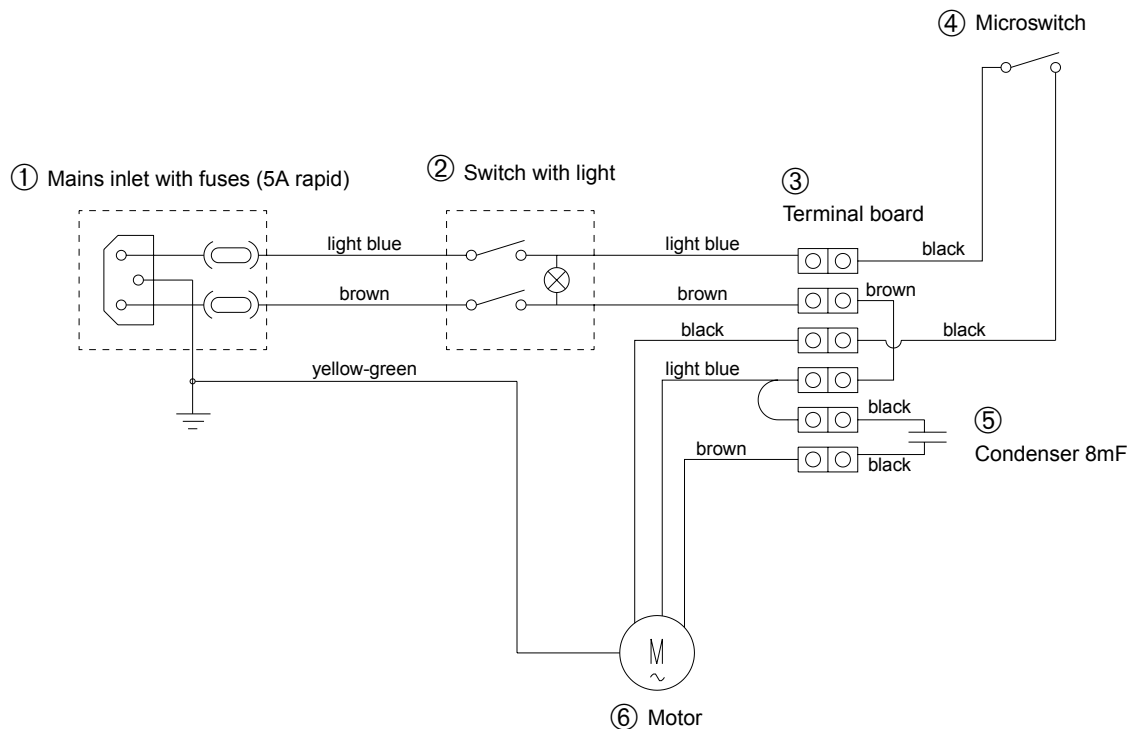 ④ Microswitch
① Mains inlet with fuses (5A rapid)
② Switch with light
③
Terminal board
light blue
light blue
black
brown
brown
brown
black
black
yellow-green
light blue
black
⑤
Condenser 8mF
brown
black
M
~
⑥ Motor